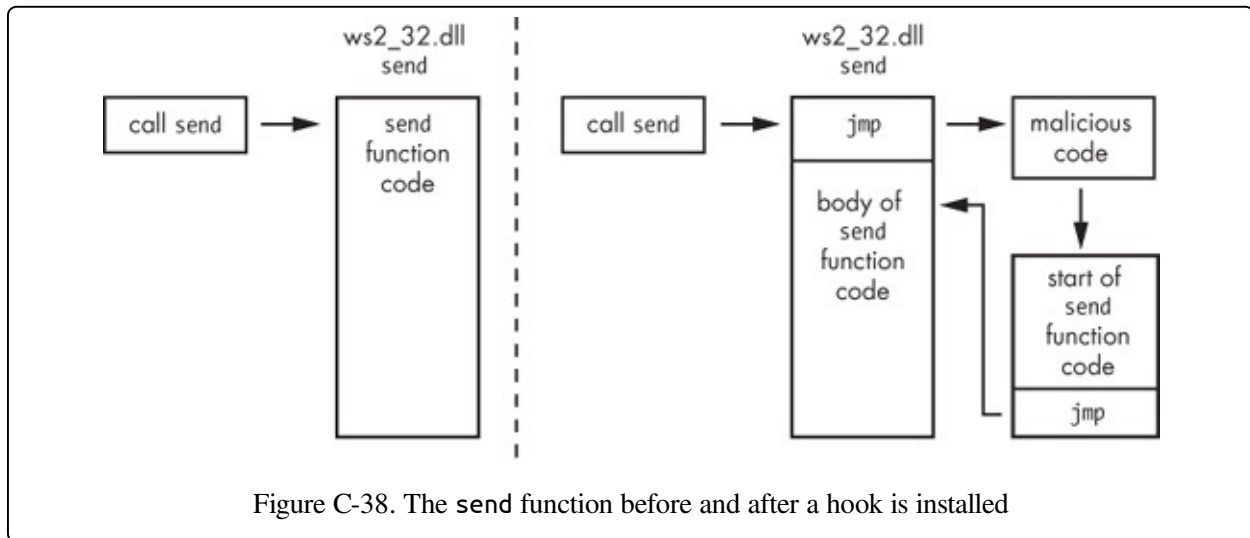 ws2_32.dll
send
call send
send
function
code
ws2_32.dll
send
call send
jmp
body of
send
function
code
malicious
code
start of
send
function
code
jmp
Figure C-38. The send function before and after a hook is installed